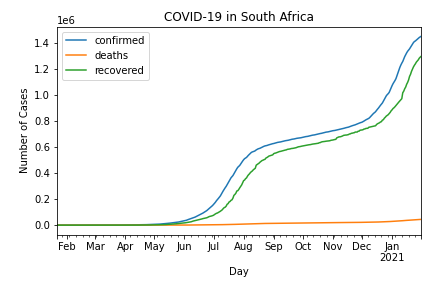 COVID-19 in South Africa
1e6
confirmed
deaths
recovered
Number of Cases
1.4
1.2
1.0
0.8
0.6
0.4
0.2
0.0
Feb Mar Apr May Jun Jul Aug Sep Oct Nov Dec Jan
2021
Day